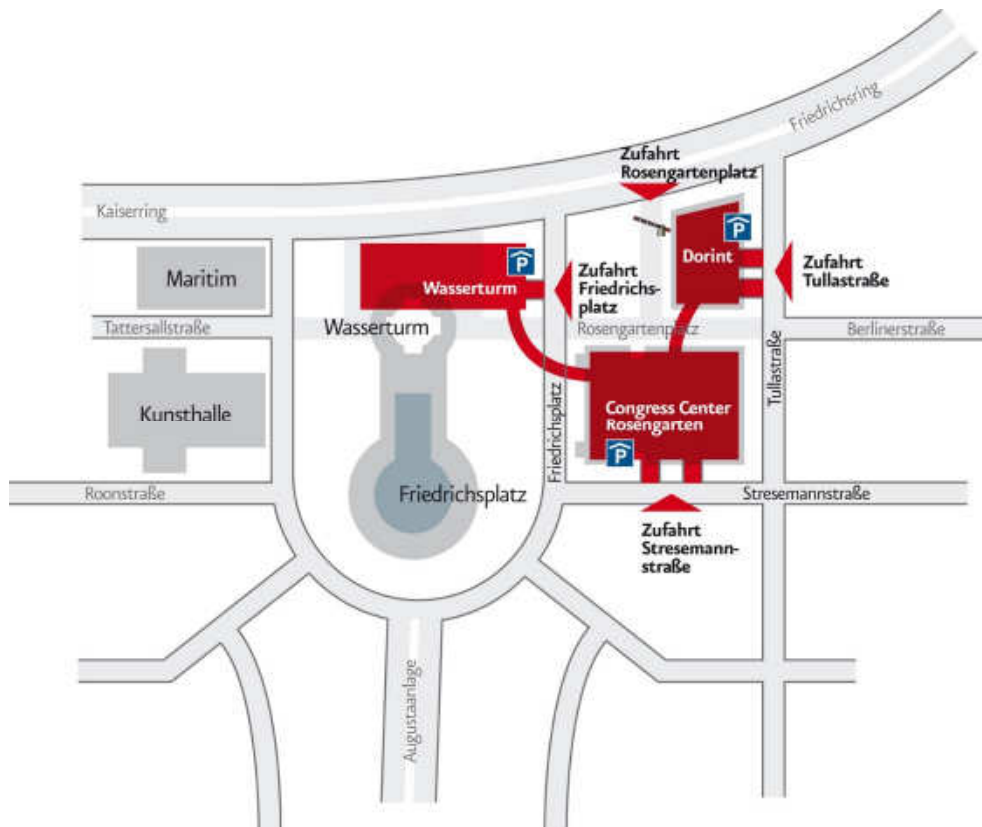 Friedrichsring
Zufahrt
Rosengartenplatz
Kaiserring
P
P
Maritim
Wasserturm
Zufahrt
Friedrichs-
platz
Dorint
Zufahrt
Tullastraße
Tattersallstraße
Wasserturm
Rosengartenplatz
Berlinerstraße
Kunsthalle
Friedrichsplatz
Congress Center
Rosengarten
P
Tullastraße
Roonstraße
Friedrichsplatz
Stresemannstraße
Zufahrt
Stresemann-
straße
Augustaanlage